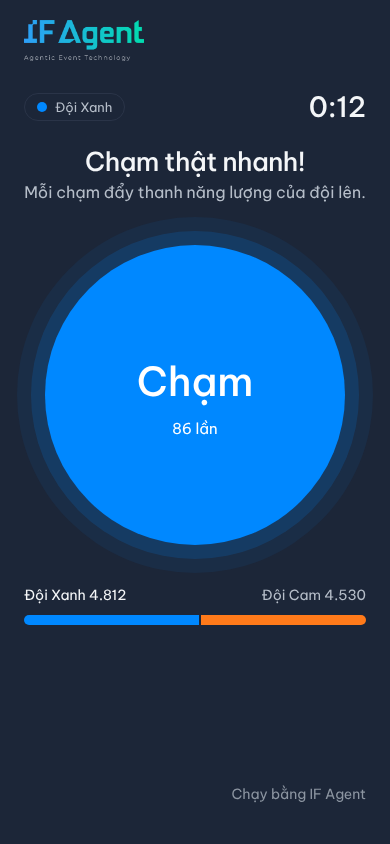 IF Agent
Agentic Event Technology
Đội Xanh
0:12
Chạm thật nhanh!
Mỗi chạm đẩy thanh năng lượng của đội lên.
Chạm
86 lần
Đội Xanh 4.812
Đội Cam 4.530
Chạy bằng IF Agent